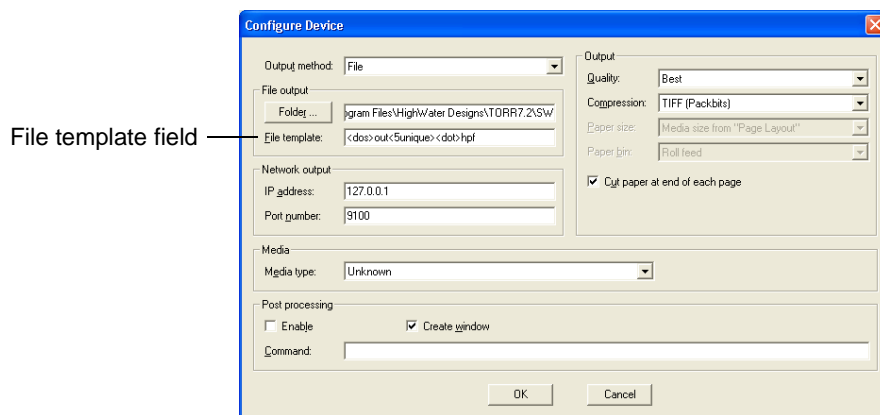 Configure Device
Output method: File
File output
Folder ... ogram Files\HighWater Designs\TORR7.2\SW
File template: <dos>out<5unique><dot>hpf
File template field
Network output
IP address: 127.0.0.1
Port number: 9100
Output
Quality: Best
Compression: TIFF (Packbits)
Paper size: Media size from "Page Layout"
Paper bin: Roll feed
Cut paper at end of each page
Media
Media type: Unknown
Post processing
Enable
Create window
Command:
OK
Cancel